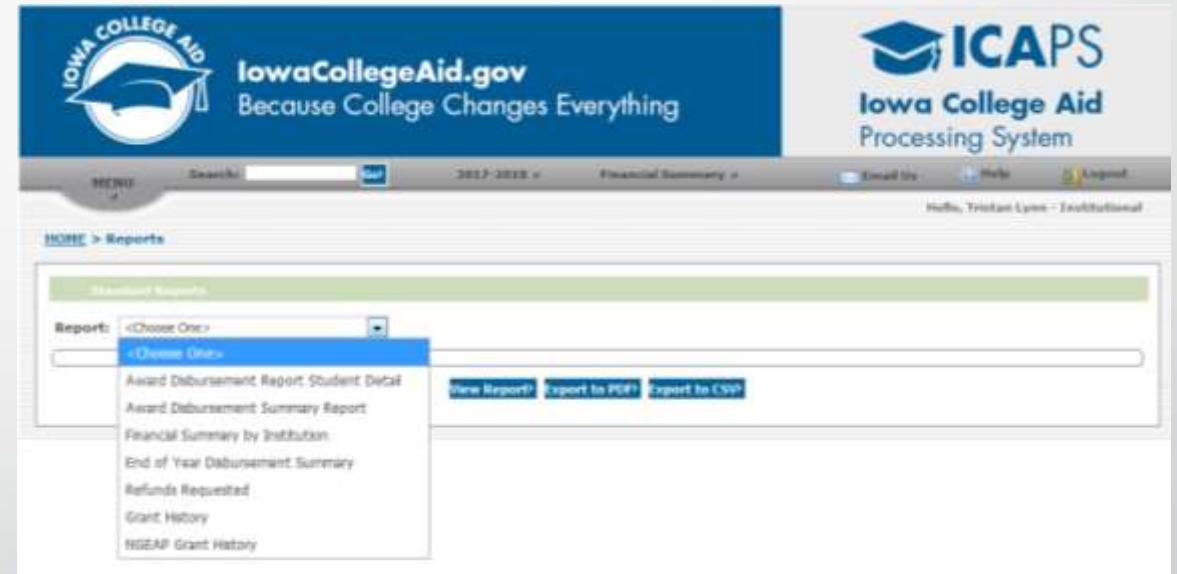 IOWA COLLEGE AID
IowaCollegeAid.gov
Because College Changes Everything
ICAPS
Iowa College Aid
Processing System
MENU
Search: Go!
2017-2018
Financial Summary
Email Us
Help
Logout
Hello, Tristan Lynn - Institutional
HOME > Reports
Standard Reports
Report: <Choose One>
<Choose One>
Award Disbursement Report Student Detail
View Report Export to PDF Export to CSV
Award Disbursement Summary Report
Financial Summary by Institution
End of Year Disbursement Summary
Refunds Requested
Grant History
NGEAP Grant History